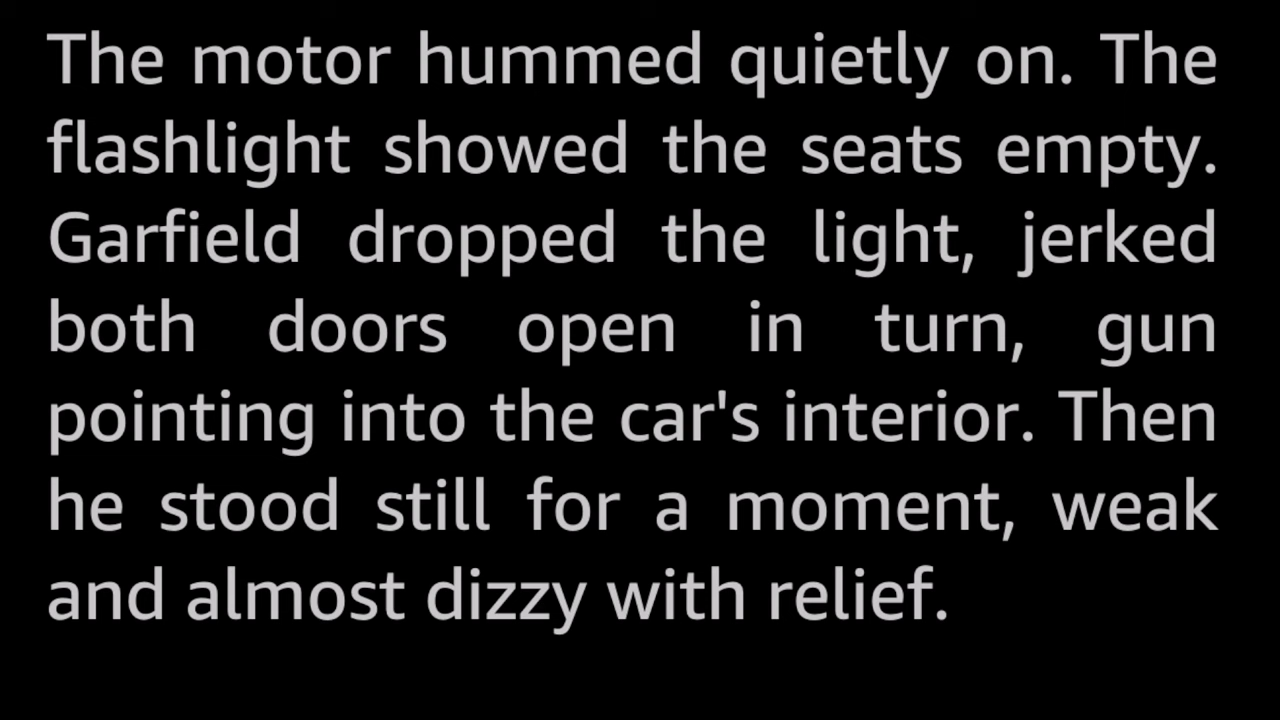 The motor hummed quietly on. The
flashlight showed the seats empty.
Garfield dropped the light, jerked
both doors open in turn, gun
pointing into the car's interior. Then
he stood still for a moment, weak
and almost dizzy with relief.